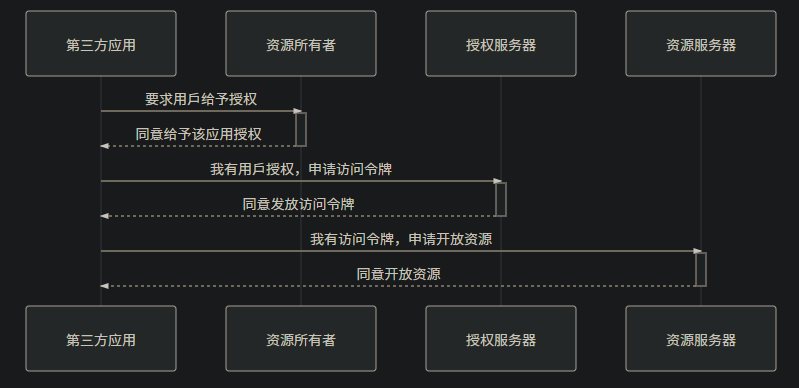 第三方应用
资源所有者
授权服务器
资源服务器
要求用戶给予授权
同意给予该应用授权
我有用戶授权，申请访问令牌
同意发放访问令牌
我有访问令牌，申请开放资源
同意开放资源
第三方应用
资源所有者
授权服务器
资源服务器